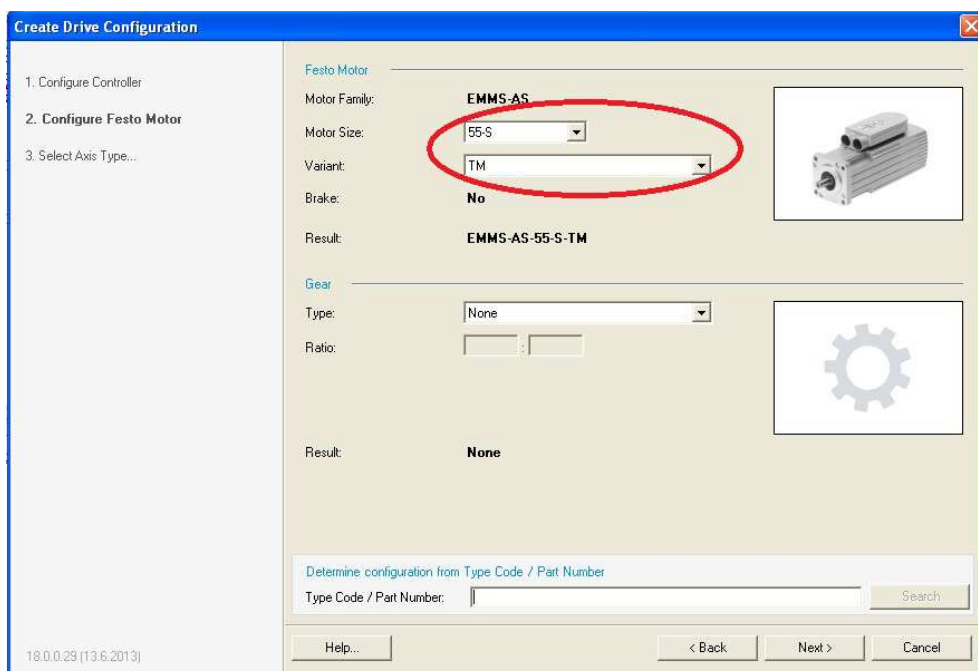 Create Drive Configuration
1. Configure Controller
2. Configure Festo Motor
3. Select Axis Type...
Festo Motor
Motor Family: EMMS-AS
Motor Size: 55-S
Variant: TM
Brake: No
Result: EMMS-AS-55-S-TM
Gear
Type: None
Ratio: :
Result: None
Determine configuration from Type Code / Part Number
Type Code / Part Number: Search
18.0.0.29 (13.6.2013)
Help... < Back Next > Cancel